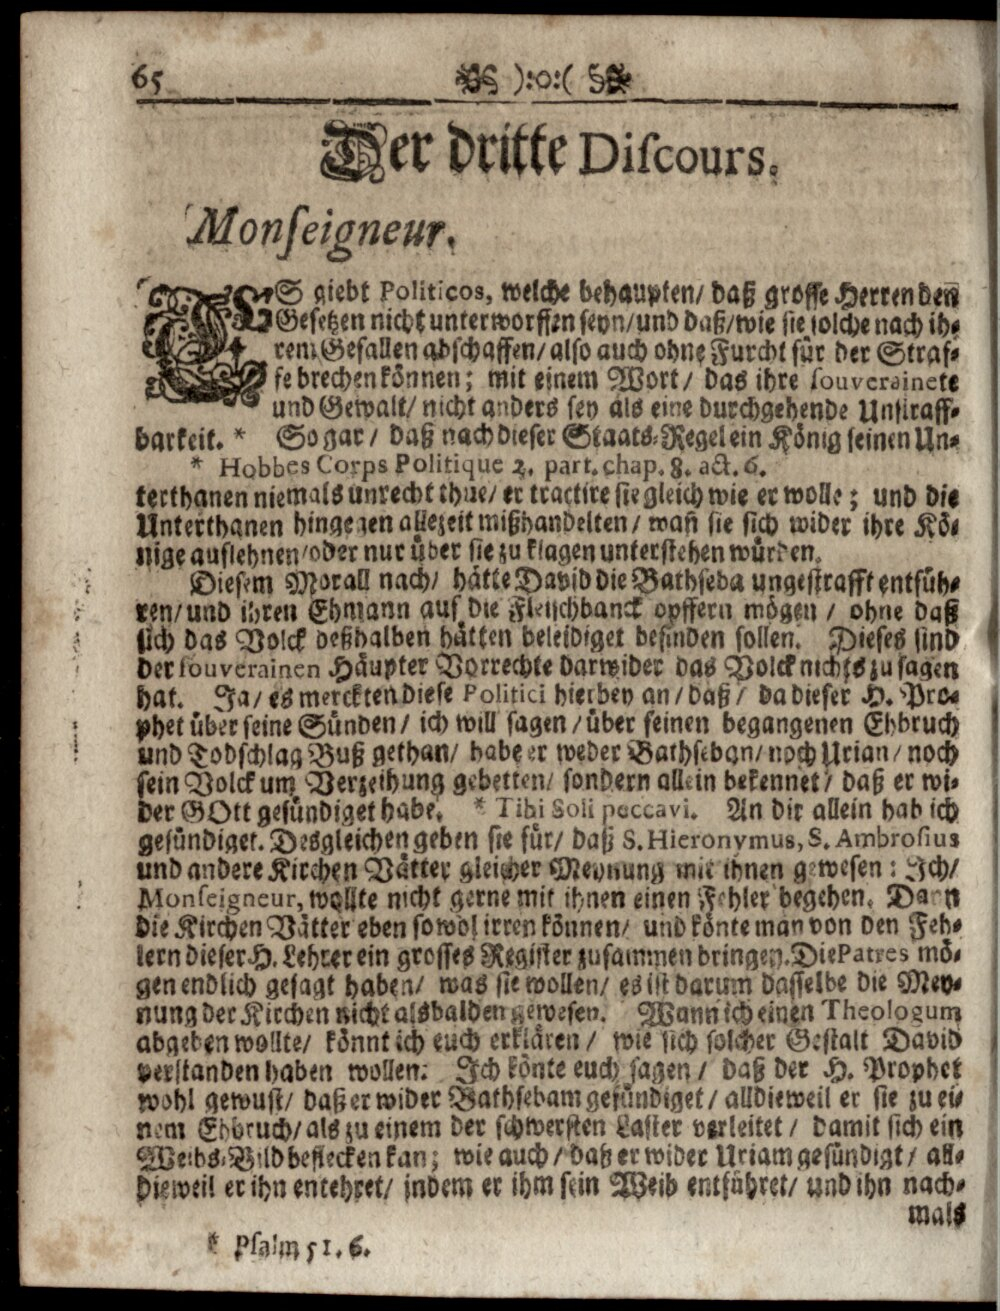 65 ):o:(
Der dritte Discours.
Monseigneur.
ES giebt Politicos, welche behaupten/ daß grosse Herren den
Gesetzen nicht unterworffen seyn/ und daß/ wie sie solche nach ih-
rem Gefallen abschaffen/ also auch ohne Furcht für der Straf-
fe brechen können; mit einem Wort/ das ihre souverainete
und Gewalt/ nicht anders sey als eine durchgehende Unstraff-
barkeit. * So gar/ daß nach dieser Staats-Regel ein König seinen Un-
* Hobbes Corps Politique 2. part. chap. 8. act. 6.
terthanen niemals unrecht thue/ er tractire sie gleich wie er wolle; und die
Unterthanen hingegen allezeit mißhandelten/ wañ sie sich wider ihre Kö-
nige auflehnen/ oder nur über sie zu klagen unterstehen würden.
Diesem Morall nach/ hätte David die Bathseba ungestrafft entfüh-
ren/ und ihren Ehmann auf die Fleischbanck opffern mögen/ ohne daß
sich das Volck deßhalben hätten beleidiget befinden sollen. Dieses sind
der souverainen Häupter Vorrechte darwider das Volck nichts zu sagen
hat. Ja/ es merckten diese Politici hierbey an/ daß/ da dieser H. Pro-
phet über seine Sünden/ ich will sagen/ über seinen begangenen Ehbruch
und Todschlag Buß gethan/ habe er weder Bathseban/ noch Urian/ noch
sein Volck um Verzeihung gebetten/ sondern allein bekennet/ daß er wi-
der GOtt gesündiget habe. * Tibi Soli peccavi. An dir allein hab ich
gesündiget. Desgleichen geben sie für/ daß S. Hieronymus, S. Ambrosius
und andere Kirchen Vätter gleicher Meynung mit ihnen gewesen: Ich/
Monseigneur, wollte nicht gerne mit ihnen einen Fehler begehen. Dann
die Kirchen Vätter eben so wol irren können/ und könte man von den Feh-
lern dieser H. Lehrer ein grosses Register zusammen bringen. Die Patres mö-
gen endlich gesagt haben/ was sie wollen/ es ist darum dasselbe die Mey-
nung der Kirchen nicht alsbalden gewesen. Wann ich einen Theologum
abgeben wollte/ könnt ich euch erklären/ wie sich solcher Gestalt David
verstanden haben wollen. Ich könte euch sagen/ daß der H. Prophet
wohl gewust/ daß er wider Bathsebam gesündiget/ alldieweil er sie zu ei-
nem Ehbruch/ als zu einem der schwersten Laster verleitet/ damit sich ein
Weibs-Bild beflecken kan; wie auch/ daß er wider Uriam gesündigt/ all-
dieweil er ihn entehret/ indem er ihm sein Weib entführet/ und ihn nach-
mals
* Psalm 51. 6.